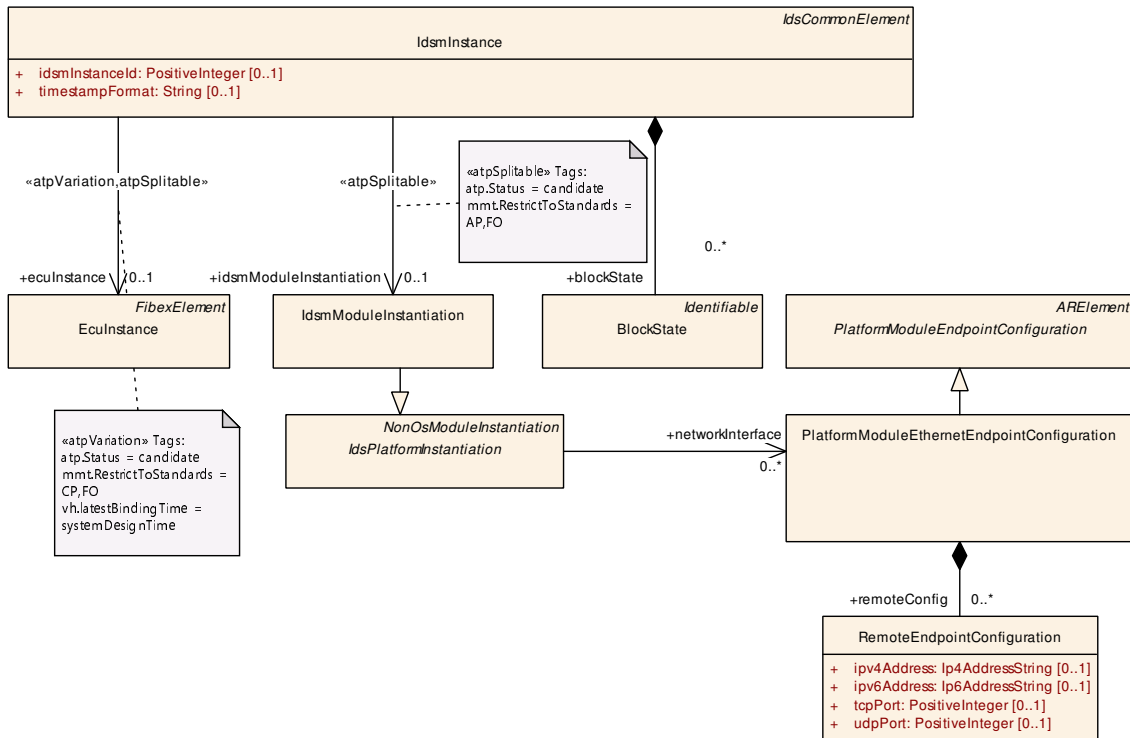 IdsCommonElement
IdsmInstance
+ idsmInstanceId: PositiveInteger [0..1]
+ timestampFormat: String [0..1]
«atpVariation,atpSplitable»
«atpSplitable»
«atpSplitable» Tags:
atp.Status = candidate
mmt.RestrictToStandards =
AP,FO
0..*
+ecuInstance
0..1
+idsmModuleInstantiation
0..1
+blockState
FibexElement
EcuInstance
IdsmModuleInstantiation
Identifiable
BlockState
ARElement
PlatformModuleEndpointConfiguration
«atpVariation» Tags:
atp.Status = candidate
mmt.RestrictToStandards =
CP,FO
vh.latestBindingTime =
systemDesignTime
NonOsModuleInstantiation
IdsPlatformInstantiation
+networkInterface
0..*
PlatformModuleEthernetEndpointConfiguration
+remoteConfig
0..*
RemoteEndpointConfiguration
+ ipv4Address: Ip4AddressString [0..1]
+ ipv6Address: Ip6AddressString [0..1]
+ tcpPort: PositiveInteger [0..1]
+ udpPort: PositiveInteger [0..1]